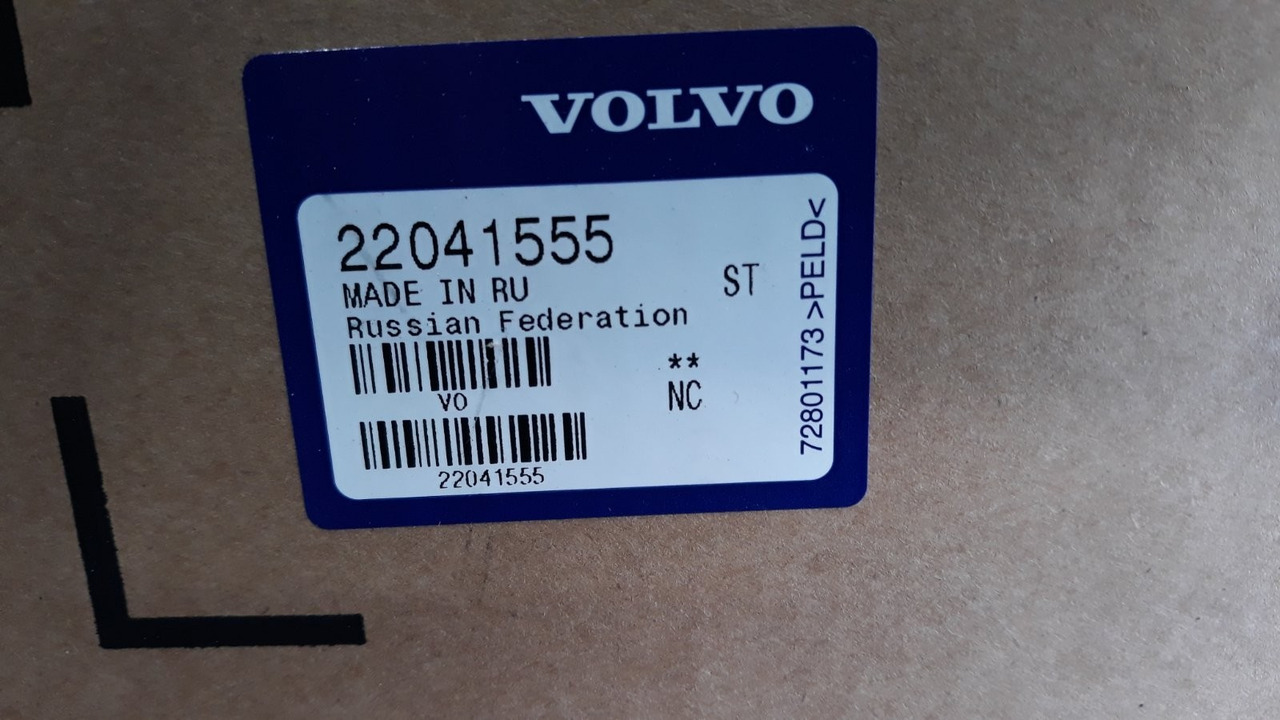 VOLVO
22041555
MADE IN RU
ST
Russian Federation
**
VO
NC
22041555
72801173 >PELD<